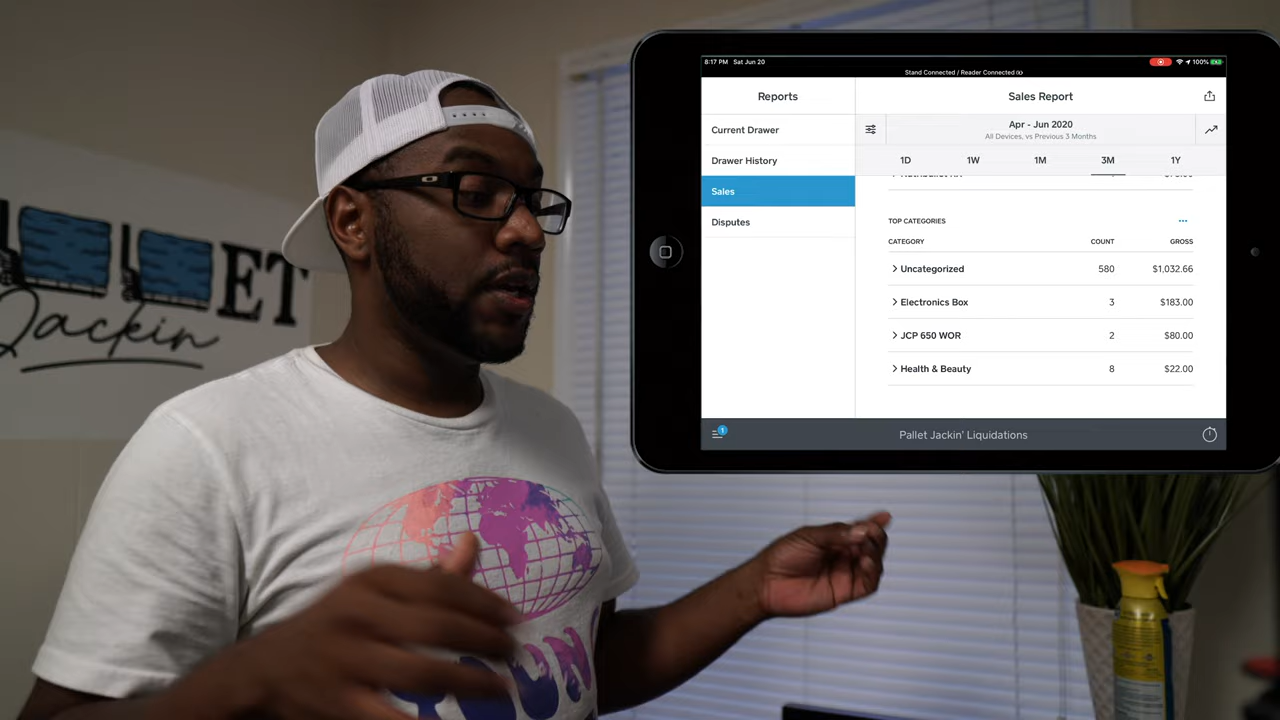 ET
Jackin
8:17 PM Sat Jun 20
100%
Stand Connected / Reader Connected
Reports
Sales Report
Current Drawer
Drawer History
Sales
Disputes
Apr - Jun 2020
All Devices, vs Previous 3 Months
1D 1W 1M 3M 1Y
TOP CATEGORIES
CATEGORY COUNT GROSS
Uncategorized 580 $1,032.66
Electronics Box 3 $183.00
JCP 650 WOR 2 $80.00
Health & Beauty 8 $22.00
1
Pallet Jackin' Liquidations